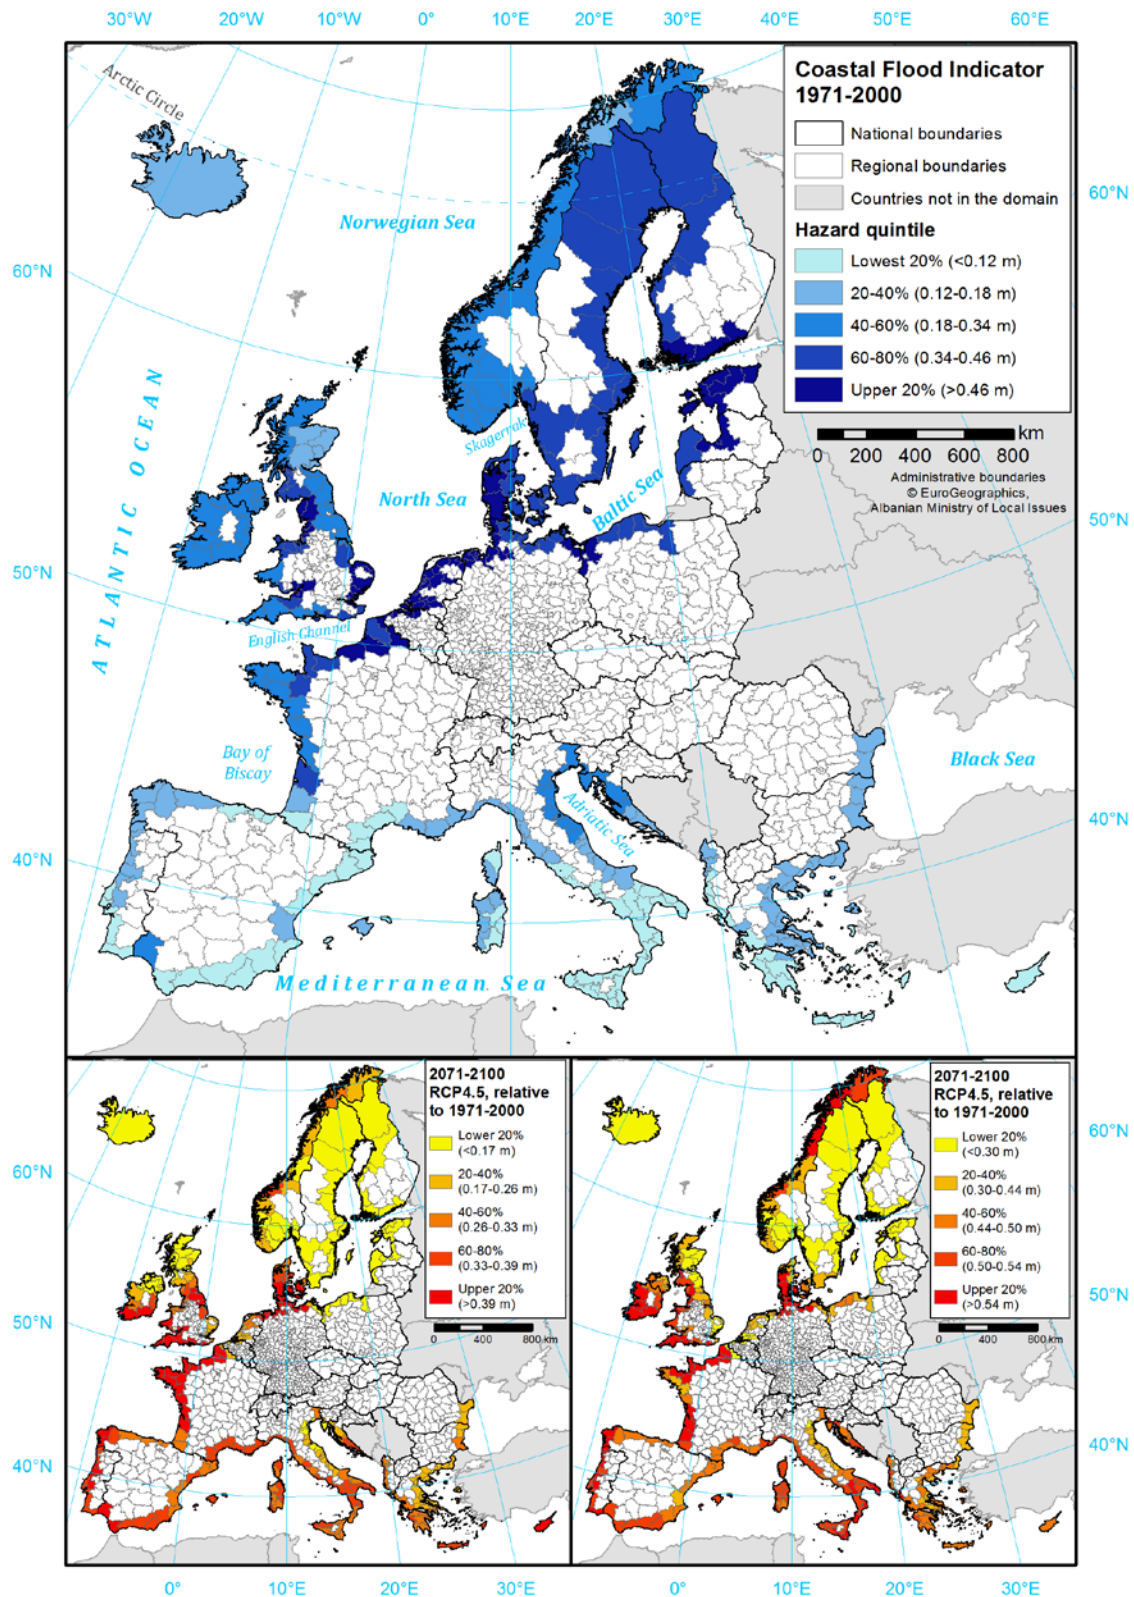 30°W 20°W 10°W 0° 10°E 20°E 30°E 40°E 50°E 60°E
Arctic Circle
Coastal Flood Indicator
1971-2000
National boundaries
Regional boundaries
Countries not in the domain
Hazard quintile
Lowest 20% (<0.12 m)
20-40% (0.12-0.18 m)
40-60% (0.18-0.34 m)
60-80% (0.34-0.46 m)
Upper 20% (>0.46 m)
km
0 200 400 600 800
Administrative boundaries
© EuroGeographics,
Albanian Ministry of Local Issues
60°N
50°N
40°N
60°N
50°N
40°N
Norwegian Sea
ATLANTIC OCEAN
Skagerrak
North Sea
Baltic Sea
English Channel
Bay of
Biscay
Adriatic Sea
Black Sea
Mediterranean Sea
2071-2100
RCP4.5, relative
to 1971-2000
Lower 20%
(<0.17 m)
20-40%
(0.17-0.26 m)
40-60%
(0.26-0.33 m)
60-80%
(0.33-0.39 m)
Upper 20%
(>0.39 m)
0 400 800 km
2071-2100
RCP4.5, relative
to 1971-2000
Lower 20%
(<0.30 m)
20-40%
(0.30-0.44 m)
40-60%
(0.44-0.50 m)
60-80%
(0.50-0.54 m)
Upper 20%
(>0.54 m)
0 400 800 km
60°N
50°N
40°N
60°N
50°N
40°N
0° 10°E 20°E 30°E 0° 10°E 20°E 30°E